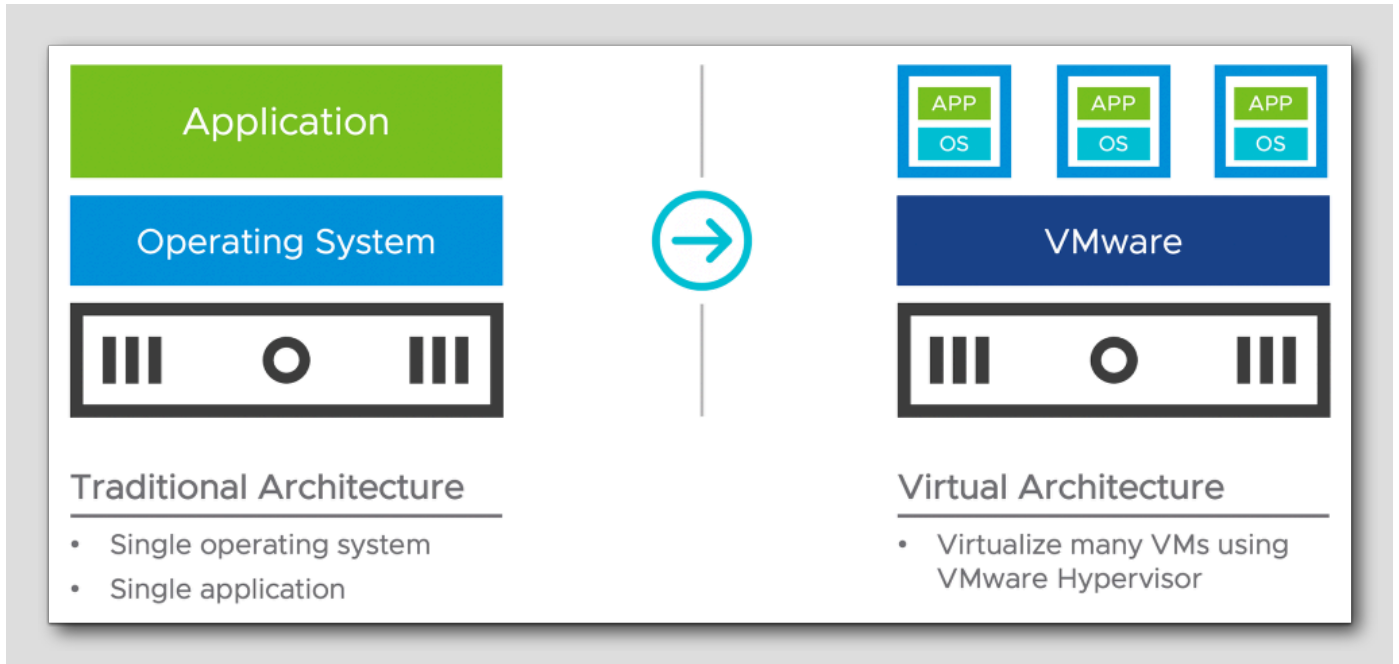 Application
Operating System
Traditional Architecture
• Single operating system
• Single application
APP
OS
APP
OS
APP
OS
VMware
Virtual Architecture
• Virtualize many VMs using
VMware Hypervisor